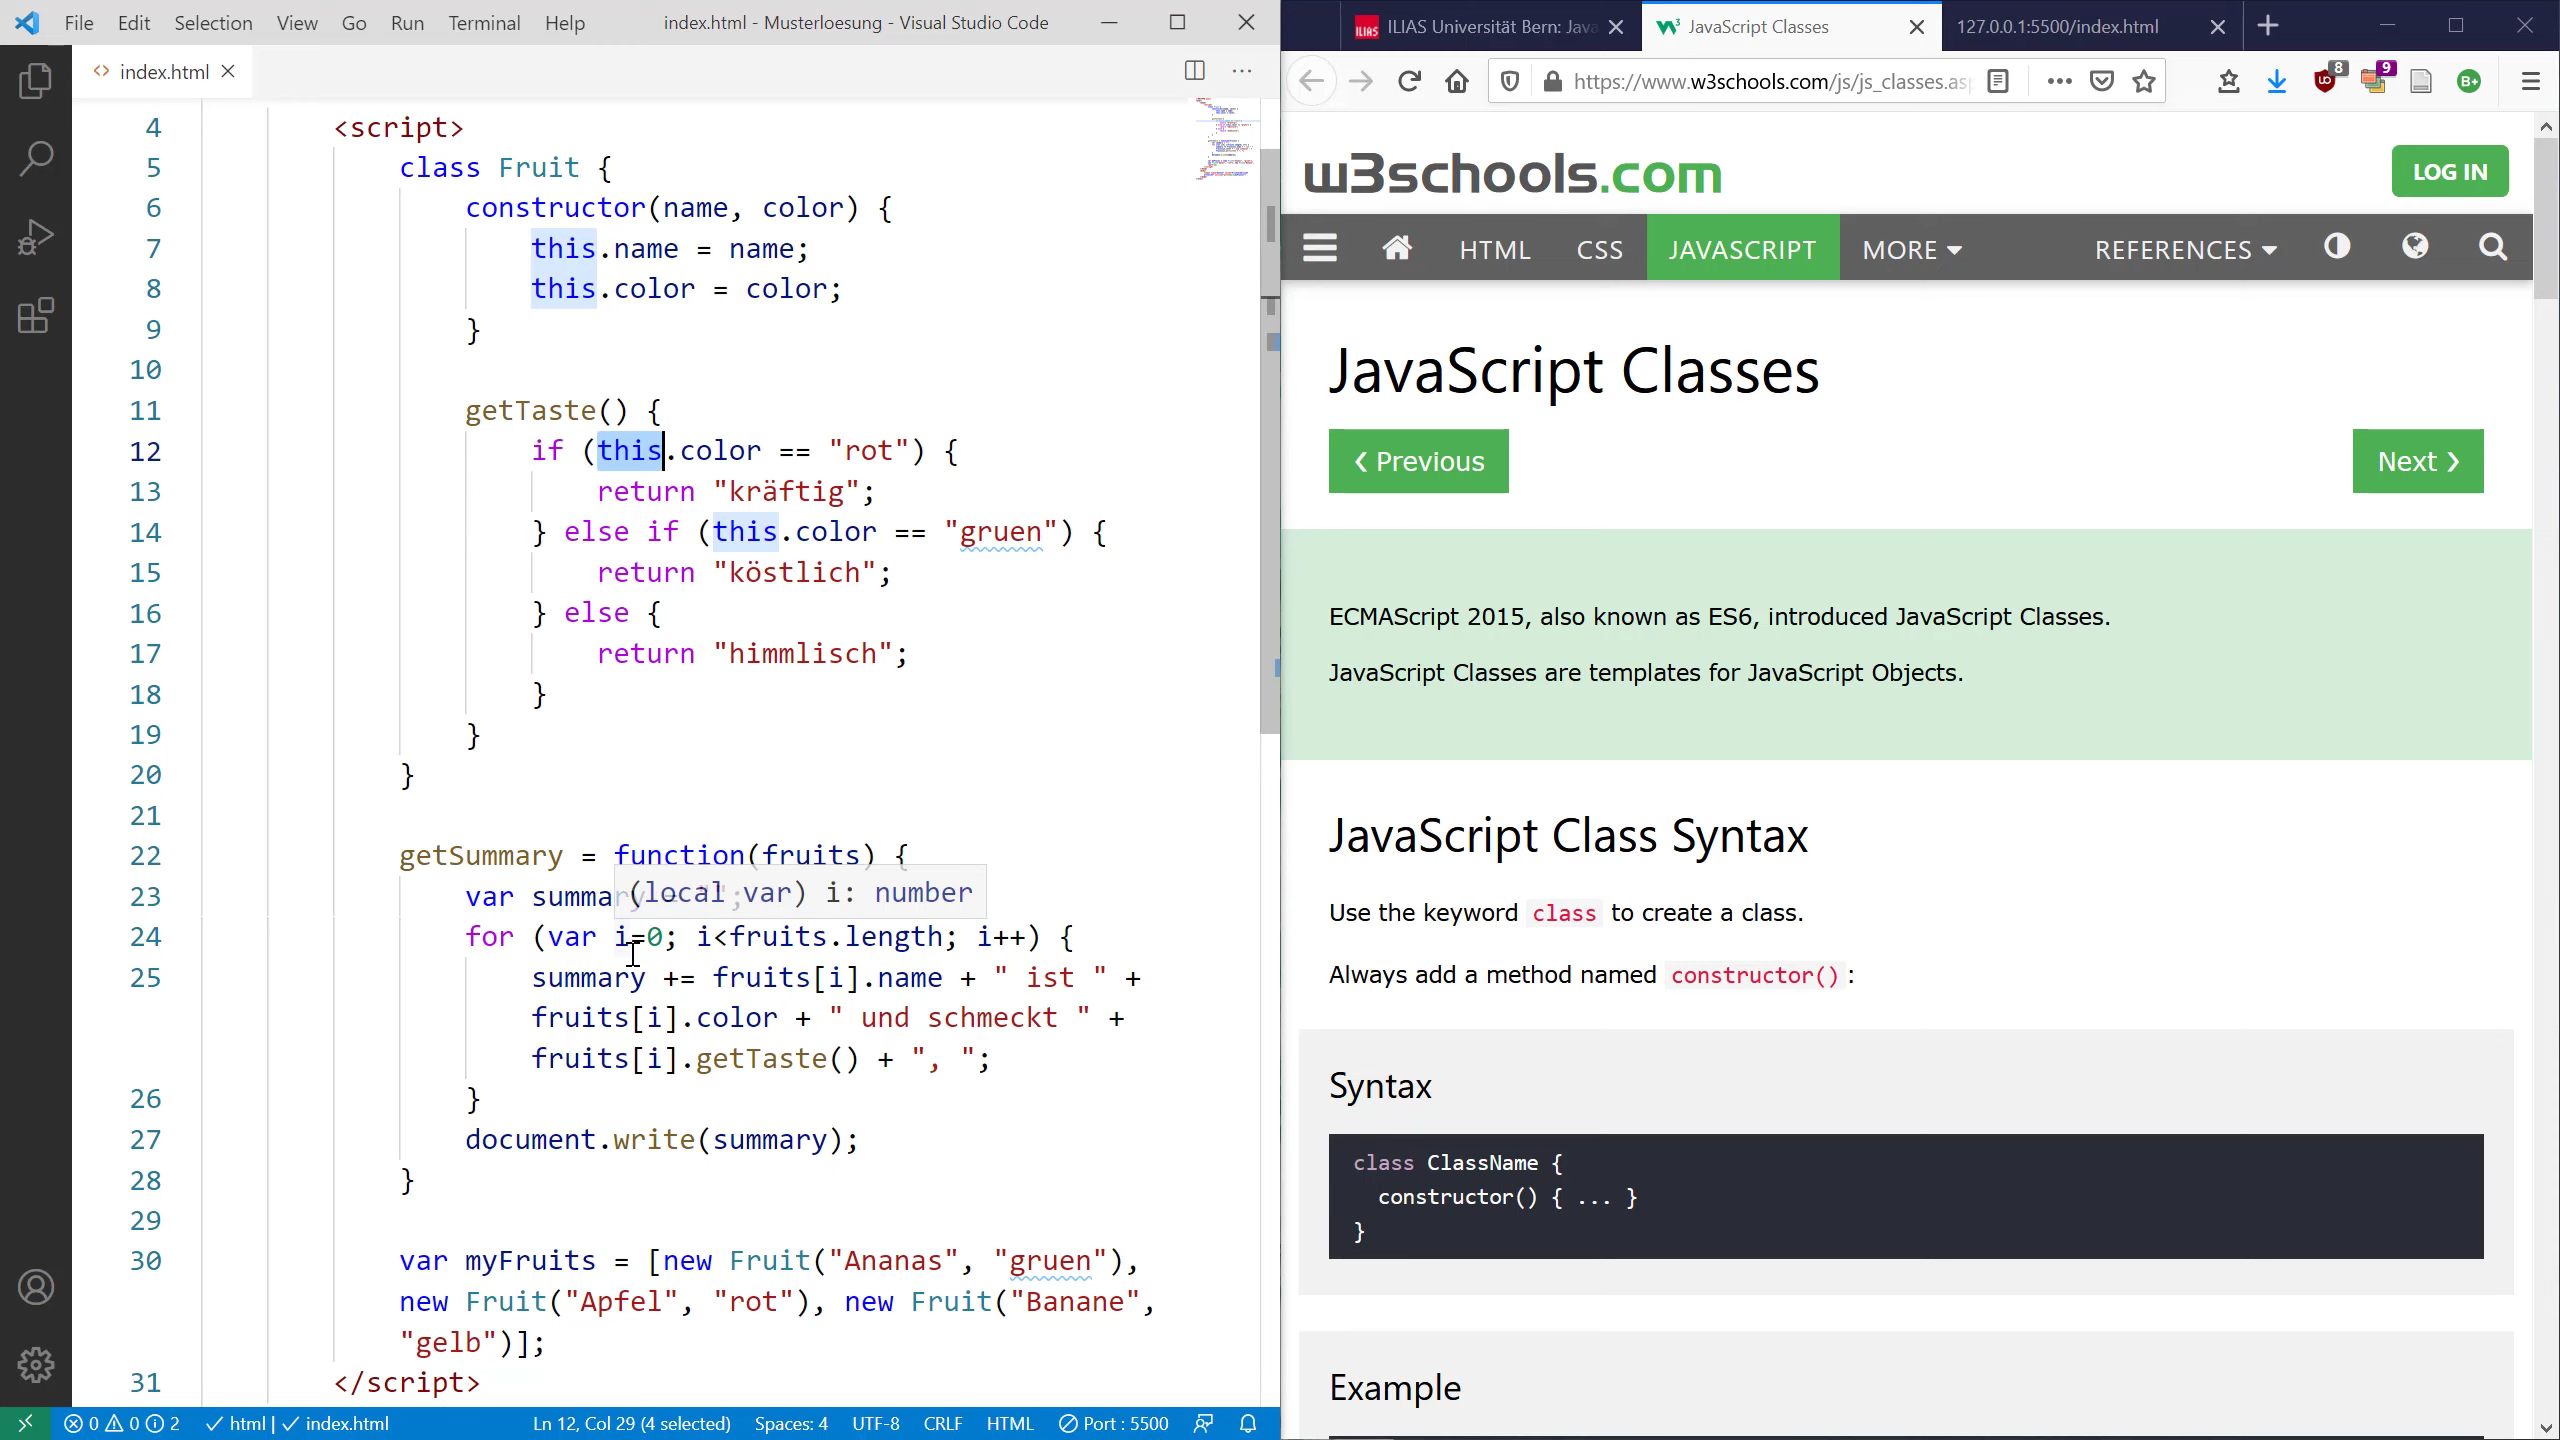 File Edit Selection View Go Run Terminal Help index.html - Musterloesung - Visual Studio Code
index.html
4 <script>
5 class Fruit {
6 constructor(name, color) {
7 this.name = name;
8 this.color = color;
9 }
10
11 getTaste() {
12 if (this.color == "rot") {
13 return "kräftig";
14 } else if (this.color == "gruen") {
15 return "köstlich";
16 } else {
17 return "himmlisch";
18 }
19 }
20 }
21
22 getSummary = function(fruits) {
23 var summary = "";
(local var) i: number
24 for (var i=0; i<fruits.length; i++) {
25 summary += fruits[i].name + " ist " +
fruits[i].color + " und schmeckt " +
fruits[i].getTaste() + ", ";
26 }
27 document.write(summary);
28 }
29
30 var myFruits = [new Fruit("Ananas", "gruen"),
new Fruit("Apfel", "rot"), new Fruit("Banane",
"gelb")];
31 </script>
0 0 2 html | index.html Ln 12, Col 29 (4 selected) Spaces: 4 UTF-8 CRLF HTML Port : 5500
ILIAS ILIAS Universität Bern: Java JavaScript Classes 127.0.0.1:5500/index.html
https://www.w3schools.com/js/js_classes.asp 8 9 B+
w3schools.com
LOG IN
HTML CSS JAVASCRIPT MORE REFERENCES
JavaScript Classes
❮ Previous Next ❯
ECMAScript 2015, also known as ES6, introduced JavaScript Classes.
JavaScript Classes are templates for JavaScript Objects.
JavaScript Class Syntax
Use the keyword class to create a class.
Always add a method named constructor():
Syntax
class ClassName {
constructor() { ... }
}
Example